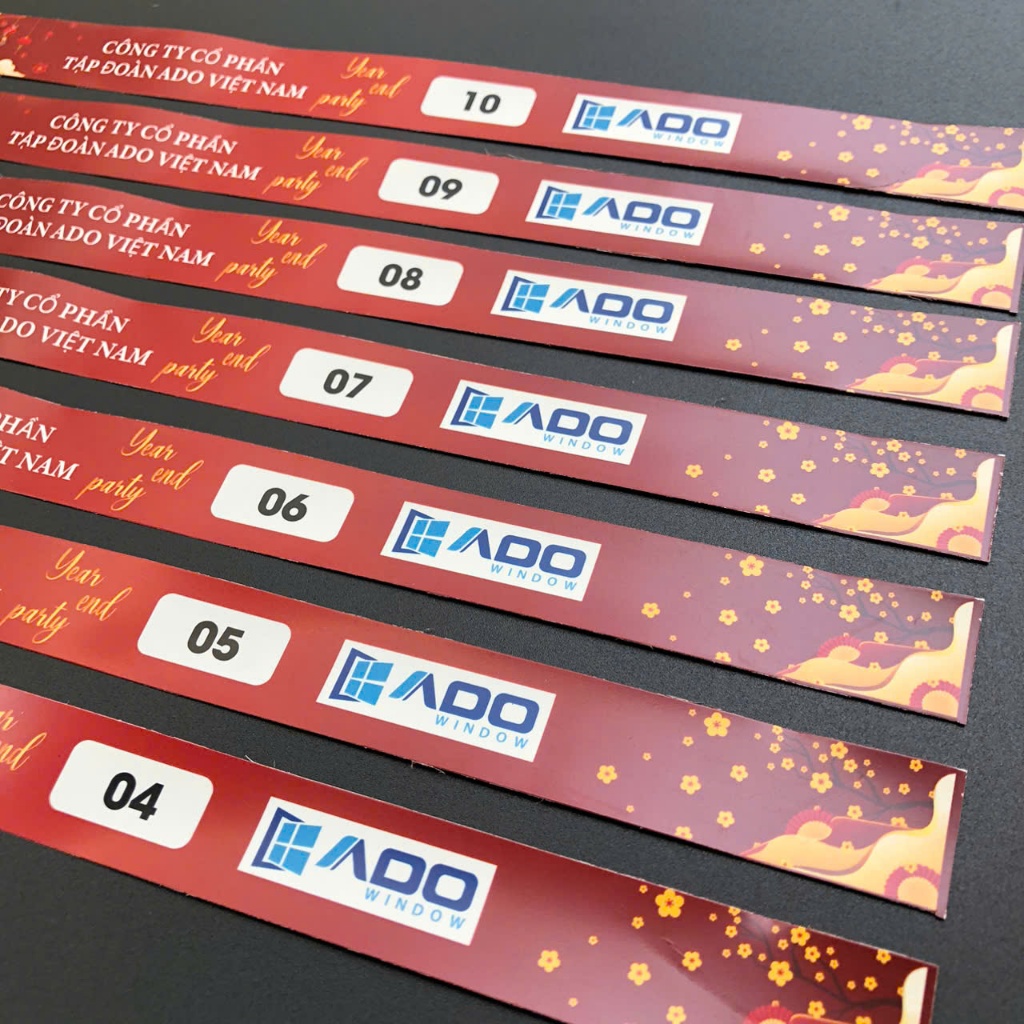 CÔNG TY CỔ PHẦN
TẬP ĐOÀN ADO VIỆT NAM
Year
end
party
10
ADO
WINDOW
CÔNG TY CỔ PHẦN
TẬP ĐOÀN ADO VIỆT NAM
Year
end
party
09
ADO
WINDOW
CÔNG TY CỔ PHẦN
ĐOÀN ADO VIỆT NAM
Year
end
party
08
ADO
WINDOW
TY CỔ PHẦN
ADO VIỆT NAM
Year
end
party
07
ADO
WINDOW
NAM
Year
end
party
06
ADO
WINDOW
Year
end
party
05
ADO
WINDOW
04
ADO
WINDOW